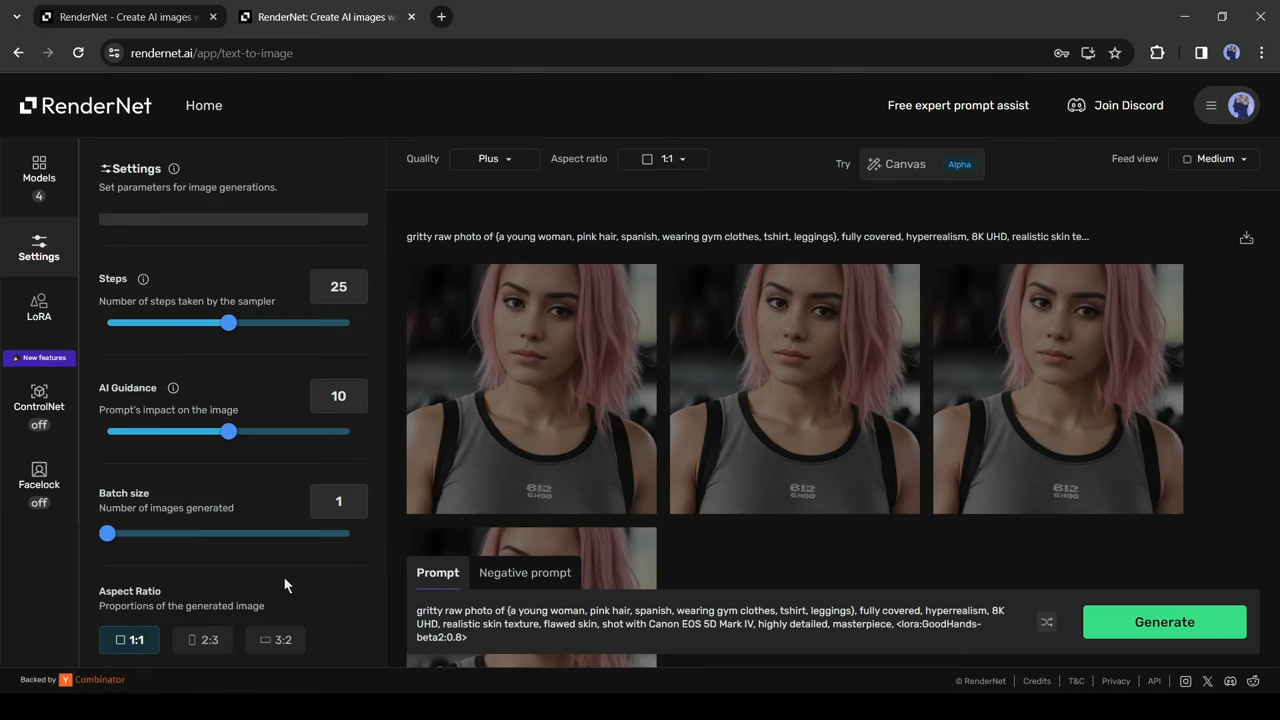 RenderNet - Create AI images w
RenderNet: Create AI images wi
rendernet.ai/app/text-to-image
RenderNet
Home
Free expert prompt assist
Join Discord
Models
4
Settings
LoRA
New features
ControlNet
off
Facelock
off
Settings
Set parameters for image generations.
Steps
25
Number of steps taken by the sampler
AI Guidance
10
Prompt's impact on the image
Batch size
1
Number of images generated
Aspect Ratio
Proportions of the generated image
1:1
2:3
3:2
Quality
Plus
Aspect ratio
1:1
Try
Canvas
Alpha
Feed view
Medium
gritty raw photo of {a young woman, pink hair, spanish, wearing gym clothes, tshirt, leggings}, fully covered, hyperrealism, 8K UHD, realistic skin te...
Prompt
Negative prompt
gritty raw photo of {a young woman, pink hair, spanish, wearing gym clothes, tshirt, leggings}, fully covered, hyperrealism, 8K
UHD, realistic skin texture, flawed skin, shot with Canon EOS 5D Mark IV, highly detailed, masterpiece, <lora:GoodHands-
beta2:0.8>
Generate
Backed by
Y
Combinator
© RenderNet
Credits
T&C
Privacy
API